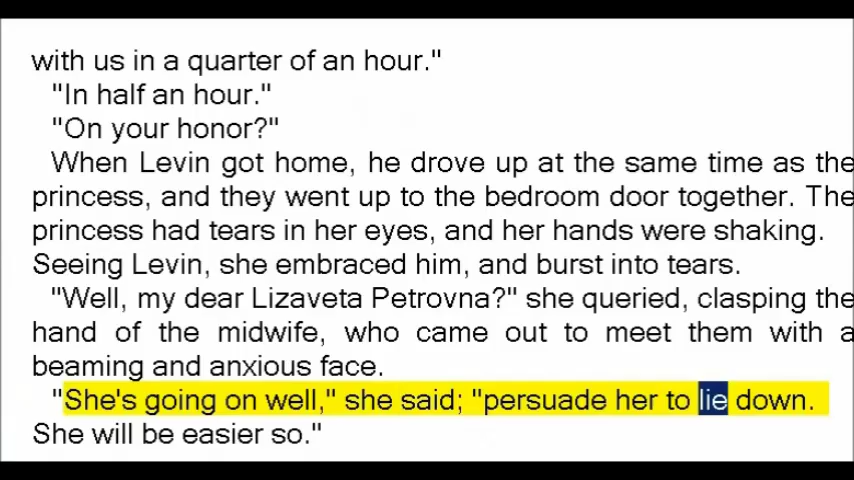 with us in a quarter of an hour."
"In half an hour."
"On your honor?"
When Levin got home, he drove up at the same time as the
princess, and they went up to the bedroom door together. The
princess had tears in her eyes, and her hands were shaking.
Seeing Levin, she embraced him, and burst into tears.
"Well, my dear Lizaveta Petrovna?" she queried, clasping the
hand of the midwife, who came out to meet them with a
beaming and anxious face.
"She's going on well," she said; "persuade her to lie down.
She will be easier so."